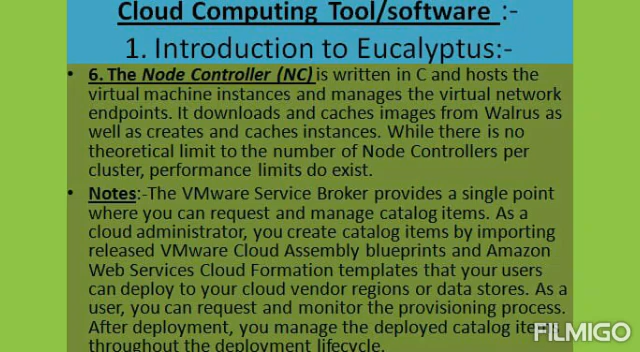 Cloud Computing Tool/software :-
1. Introduction to Eucalyptus:-
• 6. The Node Controller (NC) is written in C and hosts the
virtual machine instances and manages the virtual network
endpoints. It downloads and caches images from Walrus as
well as creates and caches instances. While there is no
theoretical limit to the number of Node Controllers per
cluster, performance limits do exist.
• Notes:-The VMware Service Broker provides a single point
where you can request and manage catalog items. As a
cloud administrator, you create catalog items by importing
released VMware Cloud Assembly blueprints and Amazon
Web Services Cloud Formation templates that your users
can deploy to your cloud vendor regions or data stores. As a
user, you can request and monitor the provisioning process.
After deployment, you manage the deployed catalog items
throughout the deployment lifecycle.
FILMIGO